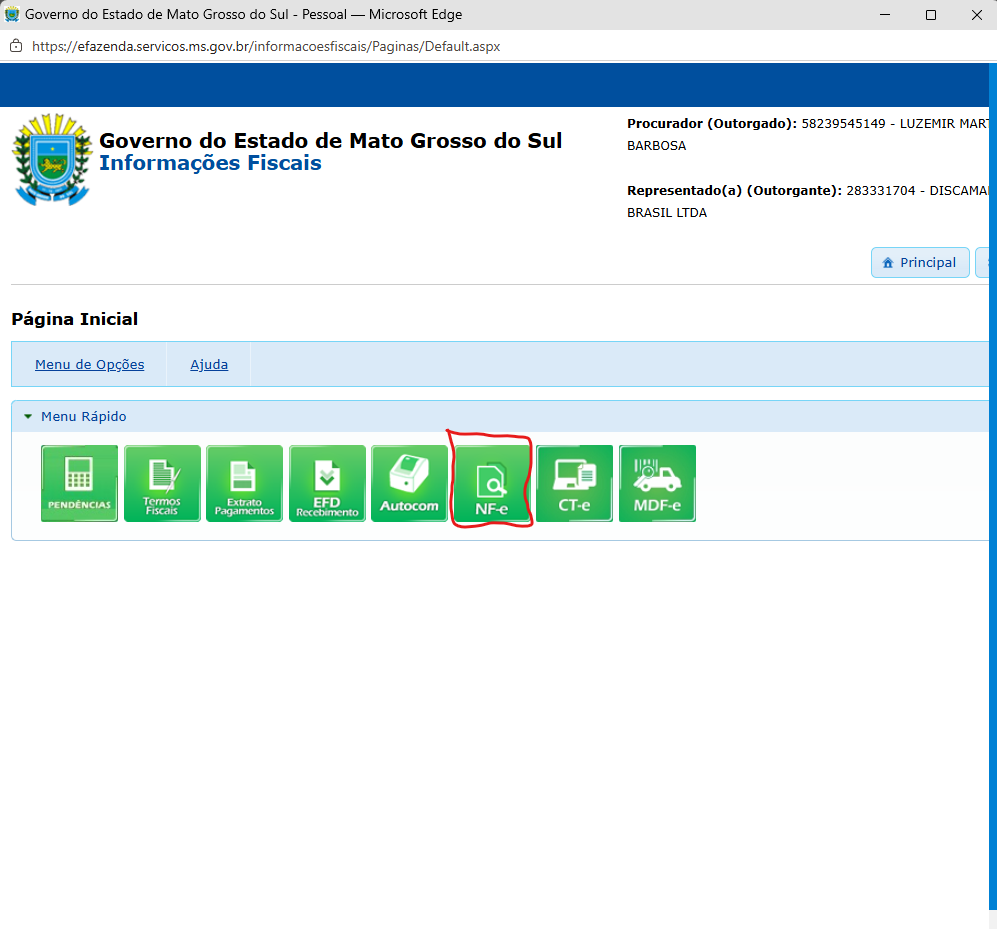 Governo do Estado de Mato Grosso do Sul - Pessoal — Microsoft Edge
https://efazenda.servicos.ms.gov.br/informacoesfiscais/Paginas/Default.aspx
Governo do Estado de Mato Grosso do Sul
Informações Fiscais
Procurador (Outorgado): 58239545149 - LUZEMIR MART
BARBOSA
Representado(a) (Outorgante): 283331704 - DISCAMA
BRASIL LTDA
Principal
Página Inicial
Menu de Opções Ajuda
Menu Rápido
PENDÊNCIAS
Termos
Fiscais
Extrato
Pagamentos
EFD
Recebimento
Autocom
NF-e
CT-e
MDF-e